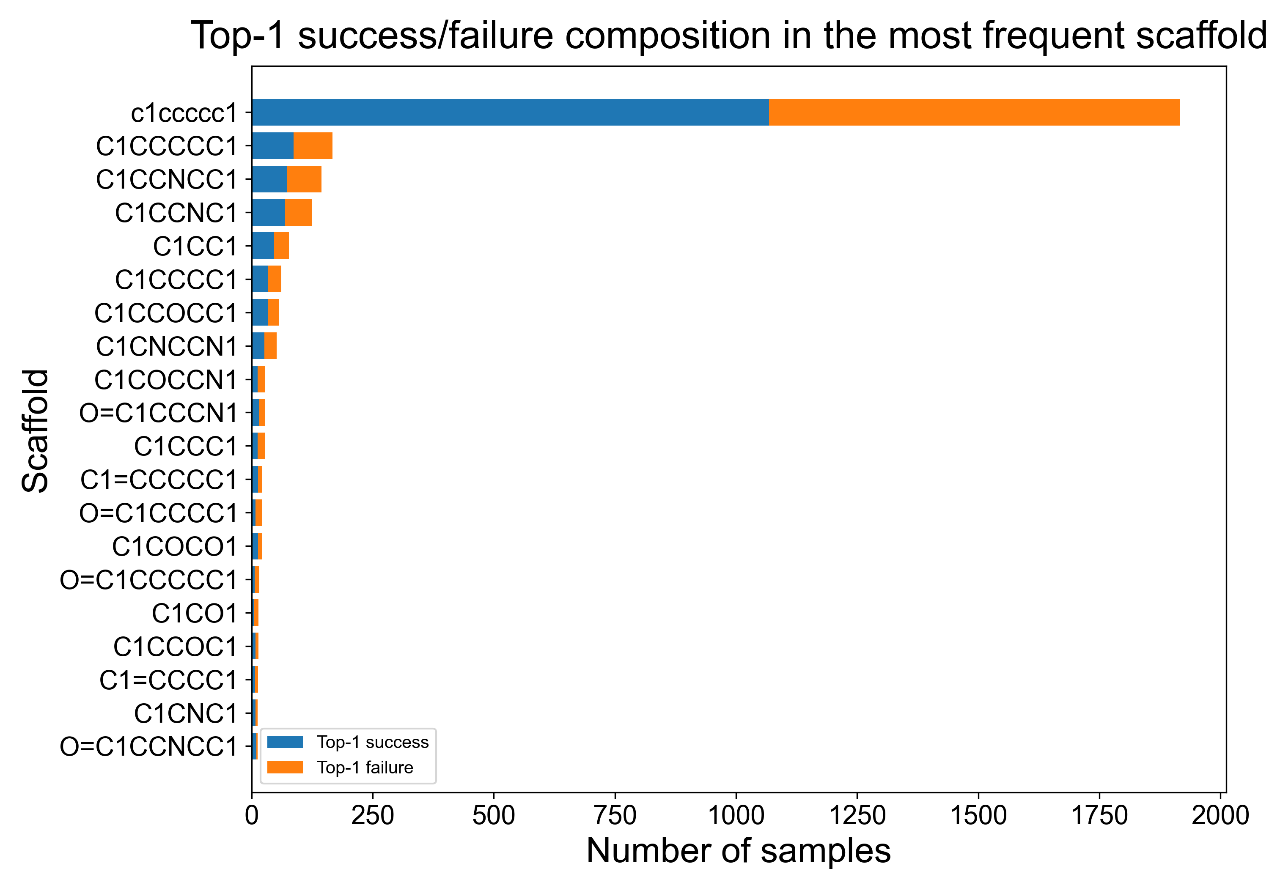 Top-1 success/failure composition in the most frequent scaffold
Scaffold
c1ccccc1
C1CCCCC1
C1CCNCC1
C1CCNC1
C1CC1
C1CCCC1
C1CCOCC1
C1CNCCN1
C1COCCN1
O=C1CCCN1
C1CCC1
C1=CCCCC1
O=C1CCCC1
C1COCO1
O=C1CCCCC1
C1CO1
C1CCOC1
C1=CCCC1
C1CNC1
O=C1CCNCC1
Top-1 success
Top-1 failure
0 250 500 750 1000 1250 1500 1750 2000
Number of samples